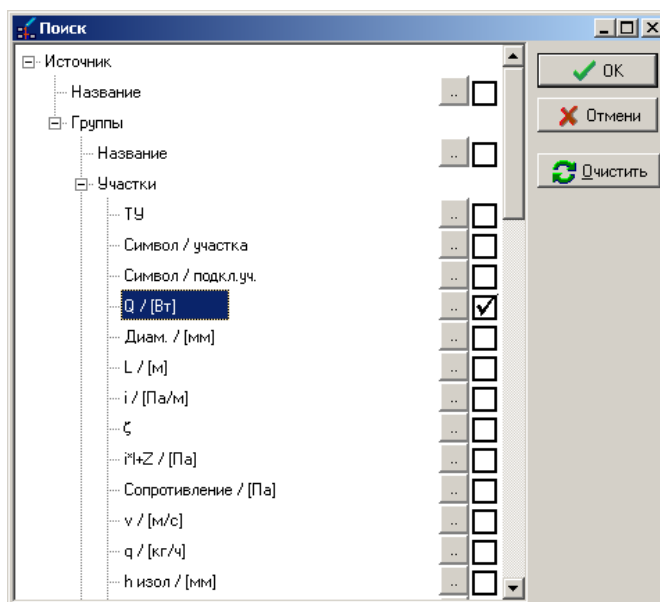 Поиск
Источник
OK
Название
..
Отмени
Группы
Название
..
Очистить
Участки
ТУ
..
Символ / участка
..
Символ / подкл.уч.
..
Q / [Вт]
..
Диам. / [мм]
..
L / [м]
..
i / [Па/м]
..
ζ
..
i*l+Z / [Па]
..
Сопротивление / [Па]
..
v / [м/с]
..
q / [кг/ч]
..
h изол / [мм]
..